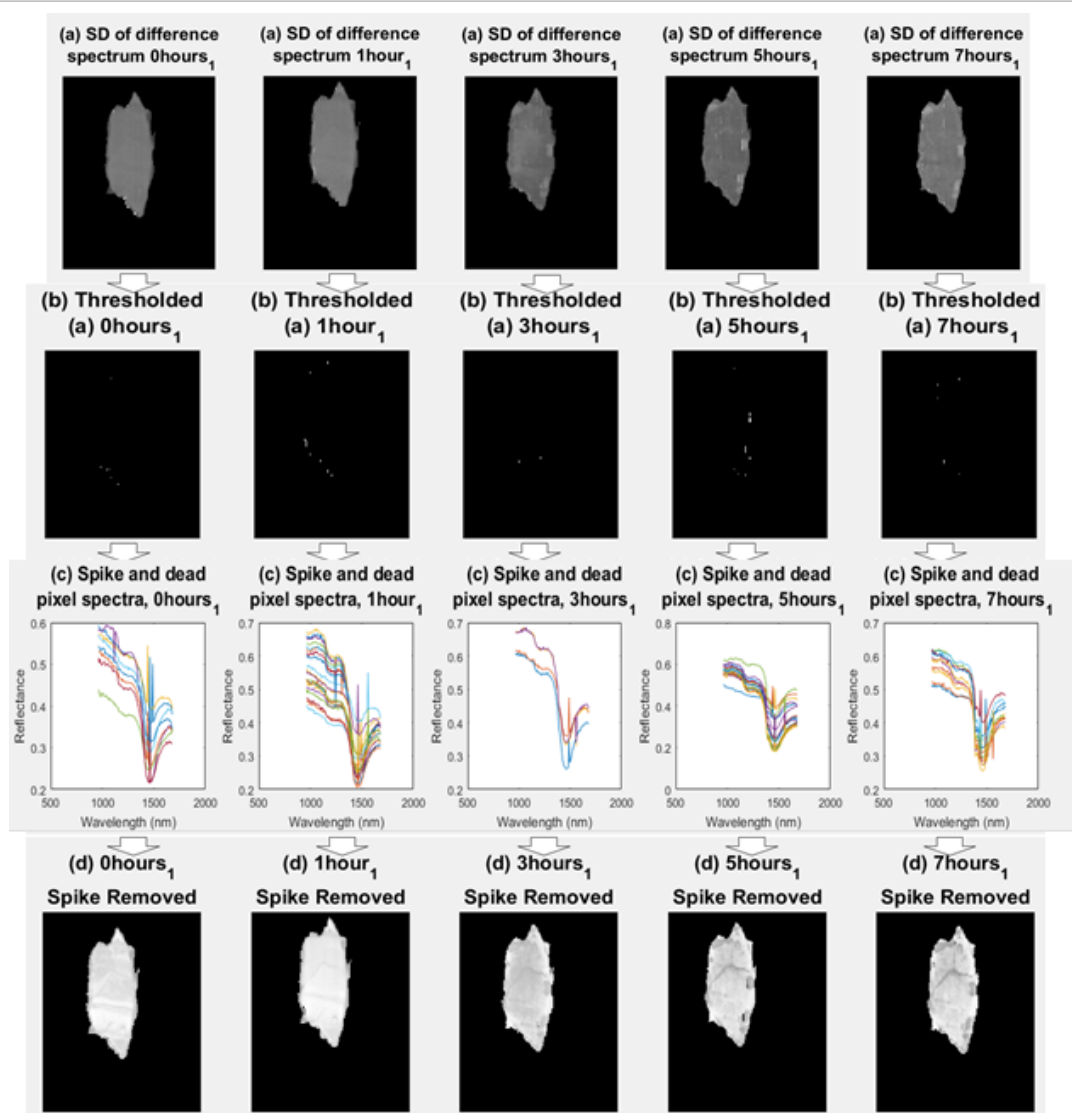 (a) SD of difference
spectrum 0hours1
(a) SD of difference
spectrum 1hour1
(a) SD of difference
spectrum 3hours1
(a) SD of difference
spectrum 5hours1
(a) SD of difference
spectrum 7hours1
(b) Thresholded
(a) 0hours1
(b) Thresholded
(a) 1hour1
(b) Thresholded
(a) 3hours1
(b) Thresholded
(a) 5hours1
(b) Thresholded
(a) 7hours1
(c) Spike and dead
pixel spectra, 0hours1
0.6
0.5
0.4
0.3
0.2
Reflectance
500 1000 1500 2000
Wavelength (nm)
(c) Spike and dead
pixel spectra, 1hour1
0.7
0.6
0.5
0.4
0.3
0.2
Reflectance
500 1000 1500 2000
Wavelength (nm)
(c) Spike and dead
pixel spectra, 3hours1
0.7
0.6
0.5
0.4
0.3
0.2
Reflectance
500 1000 1500 2000
Wavelength (nm)
(c) Spike and dead
pixel spectra, 5hours1
0.8
0.6
0.4
0.2
0
Reflectance
500 1000 1500 2000
Wavelength (nm)
(c) Spike and dead
pixel spectra, 7hours1
0.7
0.6
0.5
0.4
0.3
0.2
Reflectance
500 1000 1500 2000
Wavelength (nm)
(d) 0hours1
Spike Removed
(d) 1hour1
Spike Removed
(d) 3hours1
Spike Removed
(d) 5hours1
Spike Removed
(d) 7hours1
Spike Removed